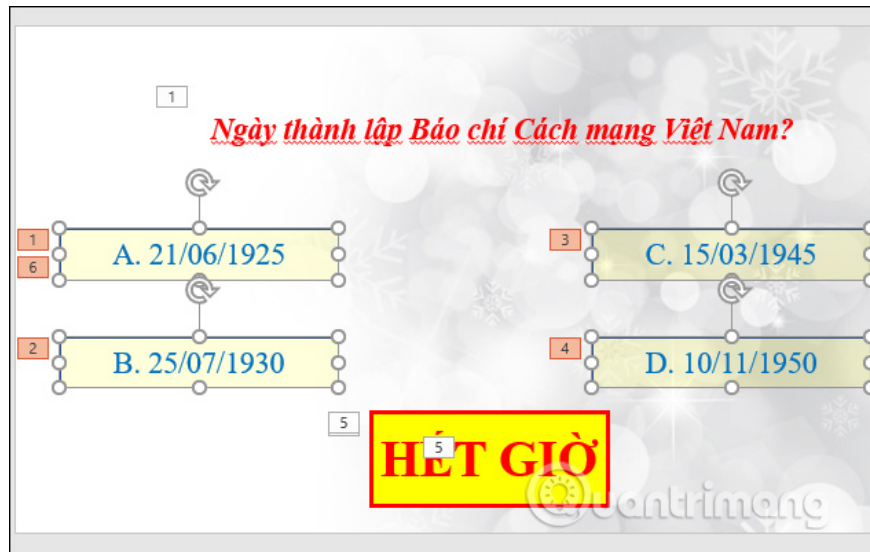 1
Ngày thành lập Báo chí Cách mạng Việt Nam?
1
6
A. 21/06/1925
3
C. 15/03/1945
2
B. 25/07/1930
4
D. 10/11/1950
5
5
HẾT GIỜ
Quantrimang